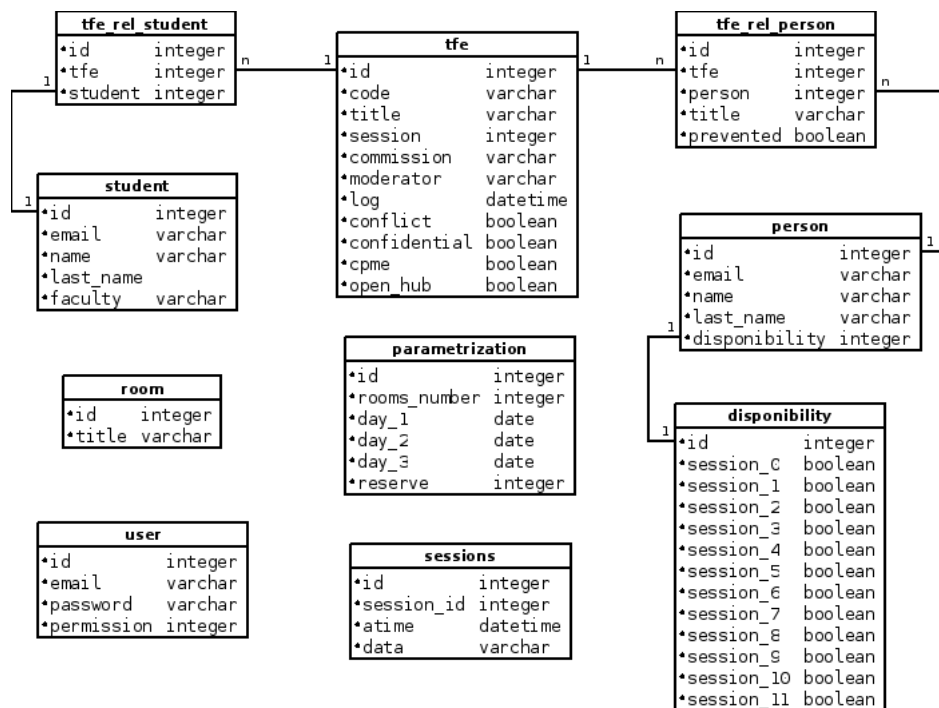 tfe_rel_student
id integer
tfe integer
student integer
n
1
1
tfe
id integer
code varchar
title varchar
session integer
commission varchar
moderator varchar
log datetime
conflict boolean
confidential boolean
cpme boolean
open_hub boolean
1
n
tfe_rel_person
id integer
tfe integer
person integer
title varchar
prevented boolean
n
student
1
id integer
email varchar
name varchar
last_name
faculty varchar
person
id integer
email varchar
name varchar
last_name varchar
disponibility integer
1
1
parametrization
id integer
rooms_number integer
day_1 date
day_2 date
day_3 date
reserve integer
room
id integer
title varchar
disponibility
1
id integer
session_0 boolean
session_1 boolean
session_2 boolean
session_3 boolean
session_4 boolean
session_5 boolean
session_6 boolean
session_7 boolean
session_8 boolean
session_9 boolean
session_10 boolean
session_11 boolean
user
id integer
email varchar
password varchar
permission integer
sessions
id integer
session_id integer
atime datetime
data varchar